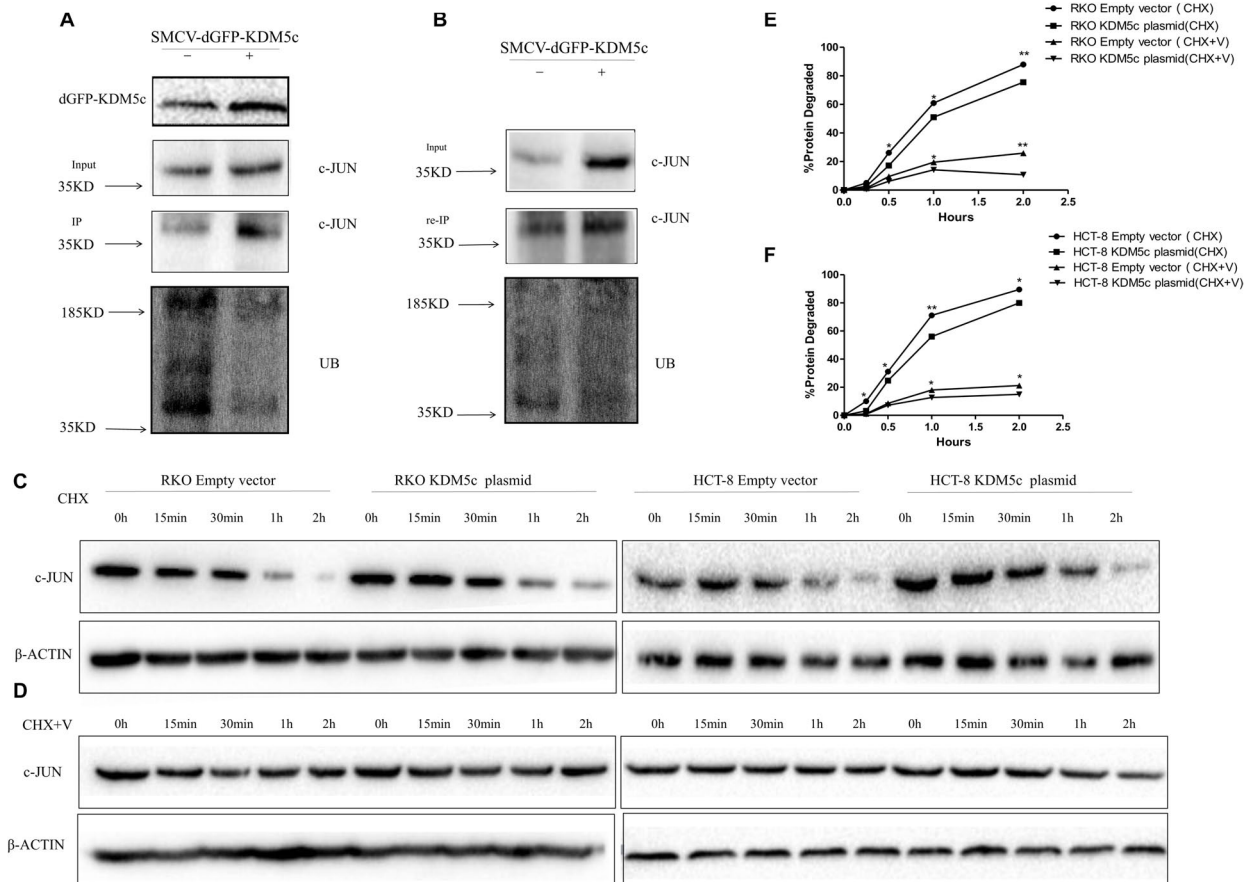 A
SMCV-dGFP-KDM5c
− +
dGFP-KDM5c
Input
35KD
c-JUN
IP
35KD
c-JUN
185KD
UB
35KD
B
SMCV-dGFP-KDM5c
− +
Input
35KD
c-JUN
re-IP
35KD
c-JUN
185KD
UB
35KD
E
RKO Empty vector ( CHX)
RKO KDM5c plasmid(CHX)
RKO Empty vector ( CHX+V)
RKO KDM5c plasmid(CHX+V)
%Protein Degraded
100
80
60
40
20
0
* * * ** **
0.0 0.5 1.0 1.5 2.0 2.5
Hours
F
HCT-8 Empty vector ( CHX)
HCT-8 KDM5c plasmid(CHX)
HCT-8 Empty vector ( CHX+V)
HCT-8 KDM5c plasmid(CHX+V)
%Protein Degraded
100
80
60
40
20
0
* * ** * * *
0.0 0.5 1.0 1.5 2.0 2.5
Hours
C
CHX
RKO Empty vector RKO KDM5c plasmid HCT-8 Empty vector HCT-8 KDM5c plasmid
0h 15min 30min 1h 2h 0h 15min 30min 1h 2h 0h 15min 30min 1h 2h 0h 15min 30min 1h 2h
c-JUN
β-ACTIN
D
CHX+V
0h 15min 30min 1h 2h 0h 15min 30min 1h 2h 0h 15min 30min 1h 2h 0h 15min 30min 1h 2h
c-JUN
β-ACTIN